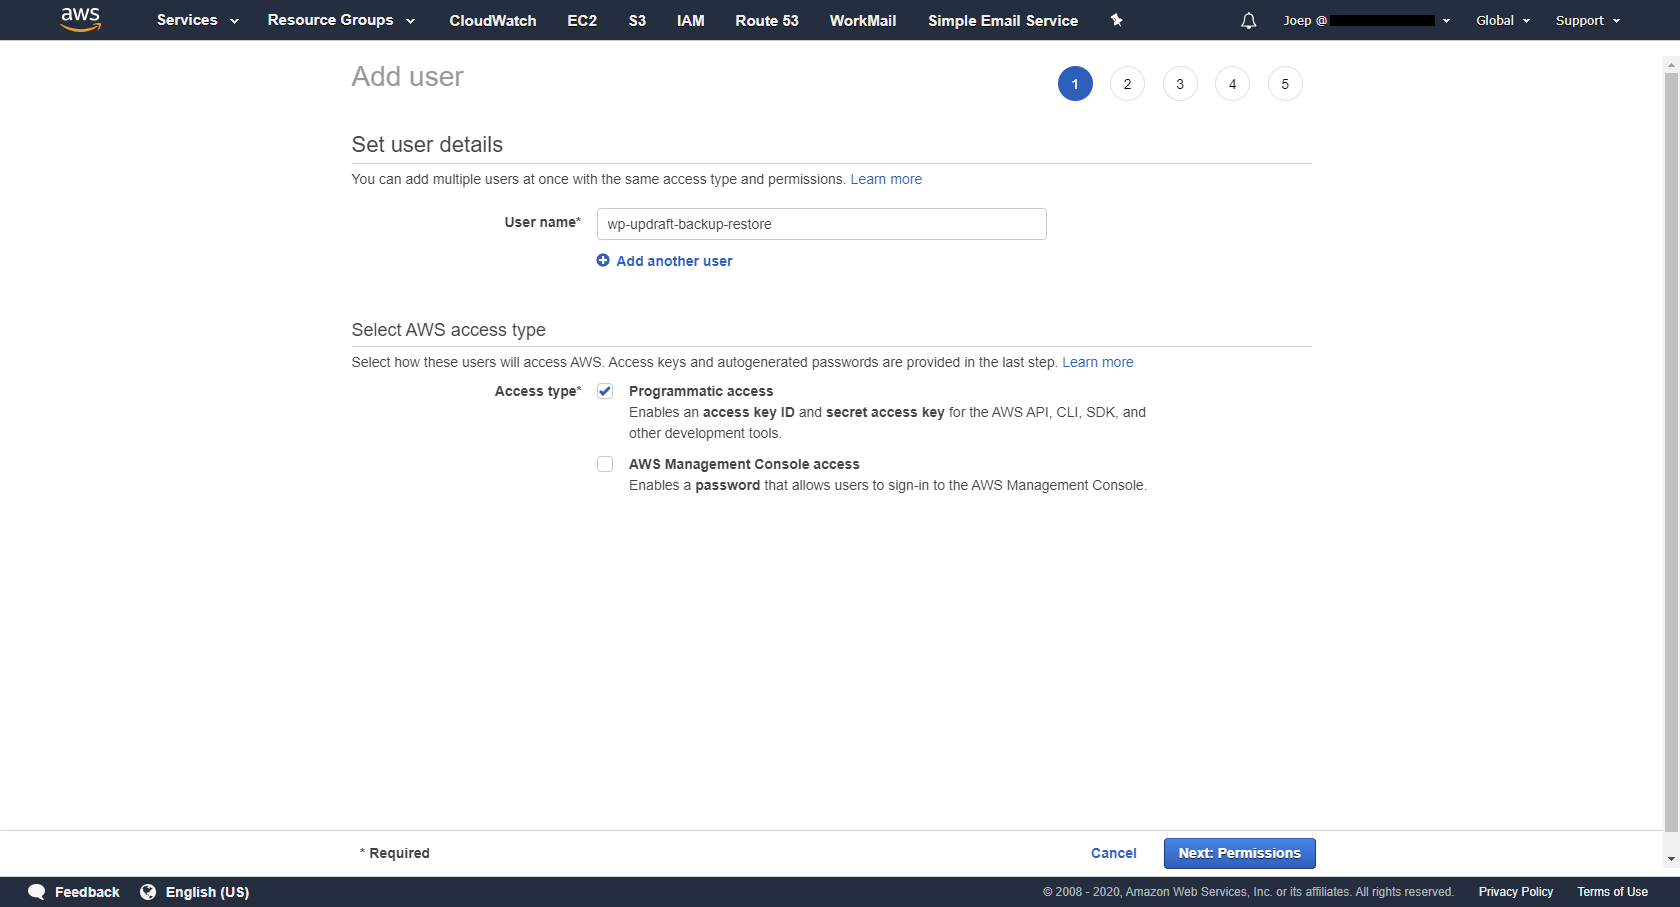 aws Services Resource Groups CloudWatch EC2 S3 IAM Route 53 WorkMail Simple Email Service Joep @ Global Support
Add user
1 2 3 4 5
Set user details
You can add multiple users at once with the same access type and permissions. Learn more
User name* wp-updraft-backup-restore
Add another user
Select AWS access type
Select how these users will access AWS. Access keys and autogenerated passwords are provided in the last step. Learn more
Access type* Programmatic access
Enables an access key ID and secret access key for the AWS API, CLI, SDK, and
other development tools.
AWS Management Console access
Enables a password that allows users to sign-in to the AWS Management Console.
* Required Cancel Next: Permissions
Feedback English (US) © 2008 - 2020, Amazon Web Services, Inc. or its affiliates. All rights reserved. Privacy Policy Terms of Use